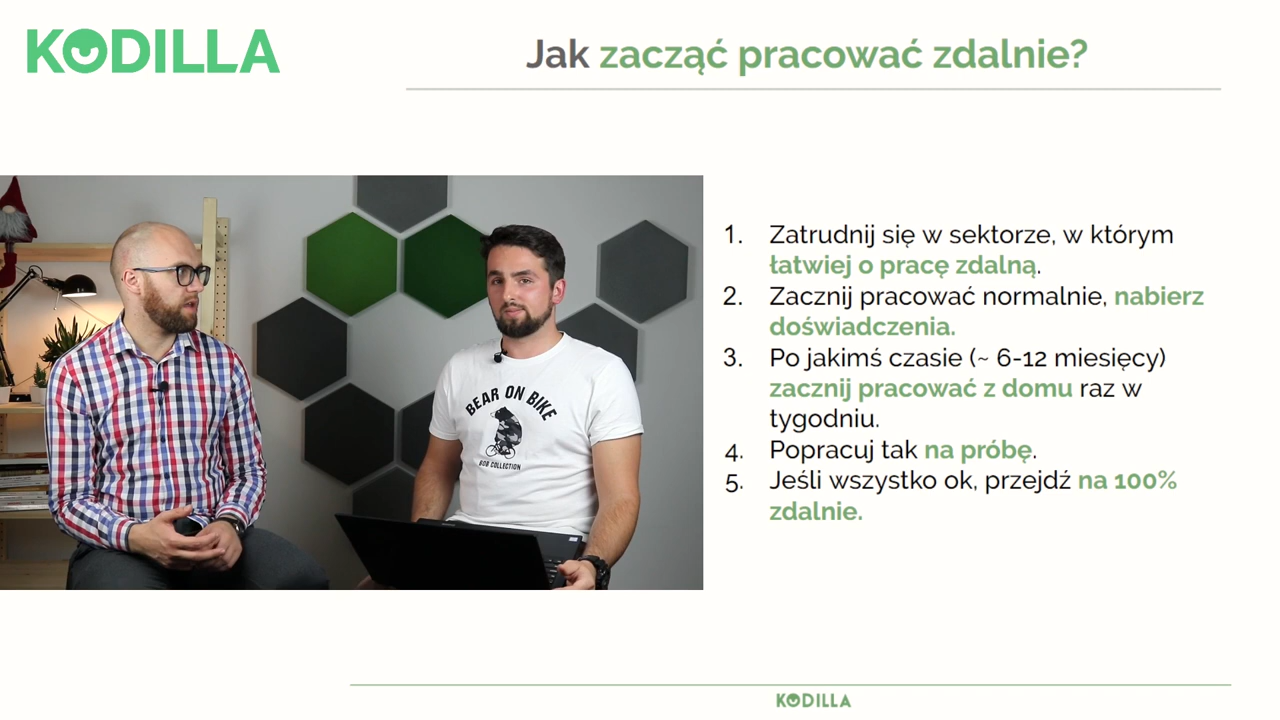 KODILLA
Jak zacząć pracować zdalnie?
BEAR ON BIKE
BOB COLLECTION
1. Zatrudnij się w sektorze, w którym
łatwiej o pracę zdalną.
2. Zacznij pracować normalnie, nabierz
doświadczenia.
3. Po jakimś czasie (~ 6-12 miesięcy)
zacznij pracować z domu raz w
tygodniu.
4. Popracuj tak na próbę.
5. Jeśli wszystko ok, przejdź na 100%
zdalnie.
KODILLA